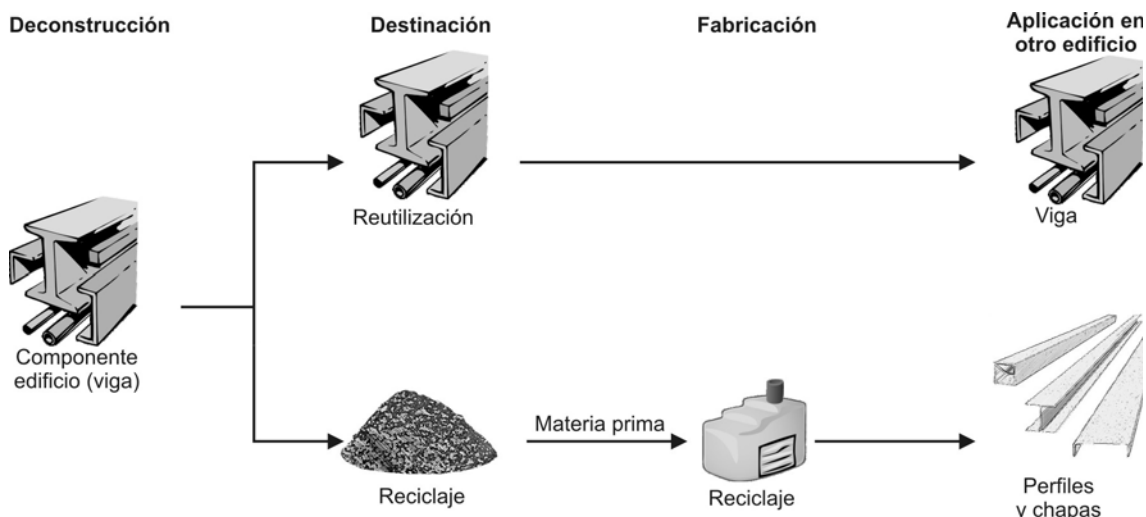 Deconstrucción
Destinación
Fabricación
Aplicación en
otro edificio
Reutilización
Viga
Componente
edificio (viga)
Materia prima
Reciclaje
Reciclaje
Perfiles
y chapas